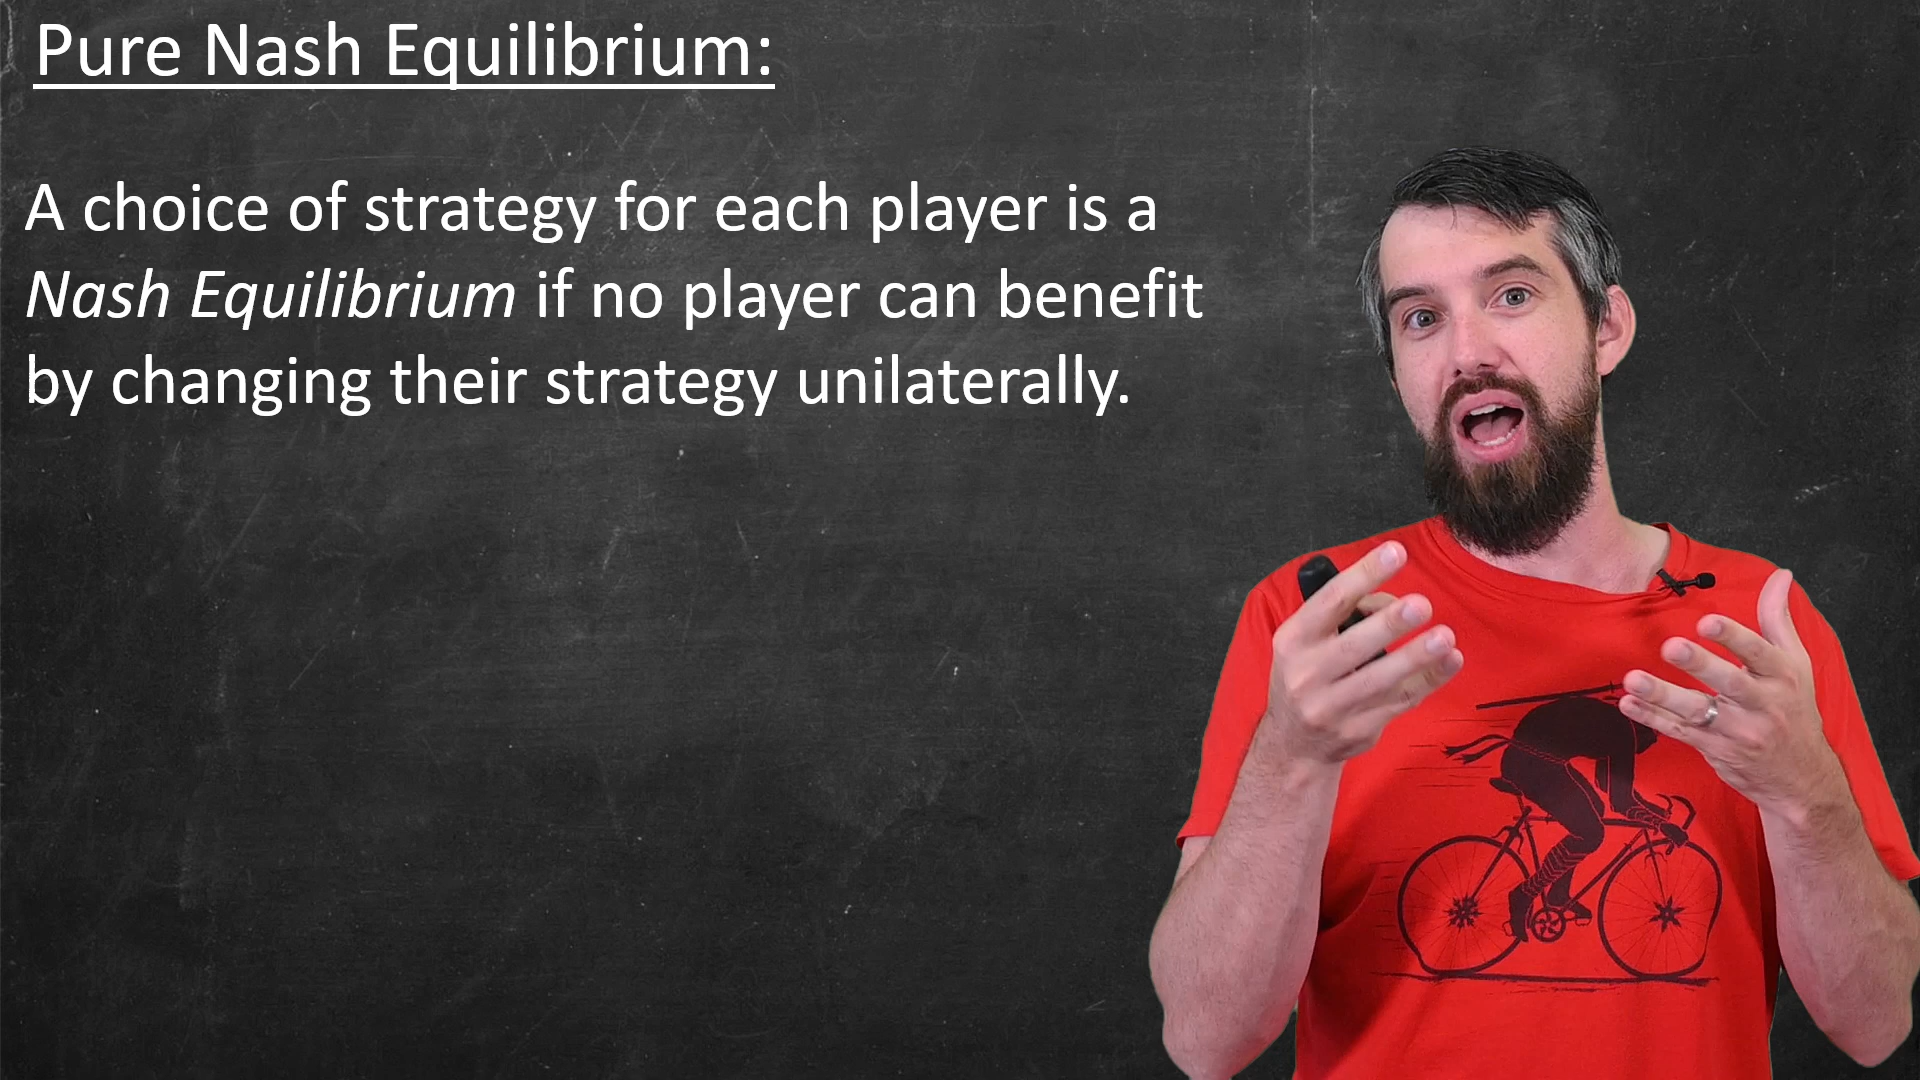 Pure Nash Equilibrium:
A choice of strategy for each player is a
Nash Equilibrium if no player can benefit
by changing their strategy unilaterally.